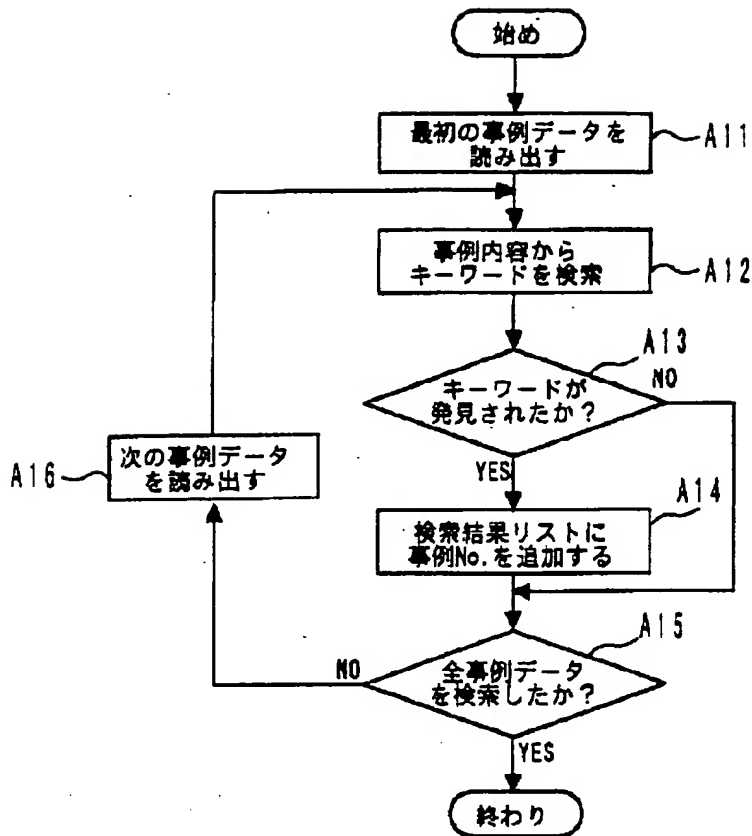 始め
最初の事例データを
読み出す
A11
事例内容から
キーワードを検索
A12
A13
キーワードが
発見されたか?
NO
YES
A14
検索結果リストに
事例No.を追加する
A15
全事例データ
を検索したか?
NO
YES
A16
次の事例データ
を読み出す
終わり